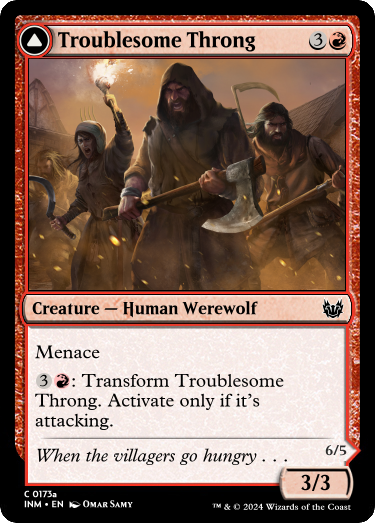 Troublesome Throng 3
Creature — Human Werewolf
Menace
3: Transform Troublesome
Throng. Activate only if it's
attacking.
When the villagers go hungry . . .
6/5
3/3
C 0173a
INM • EN OMAR SAMY
™ & © 2024 Wizards of the Coast